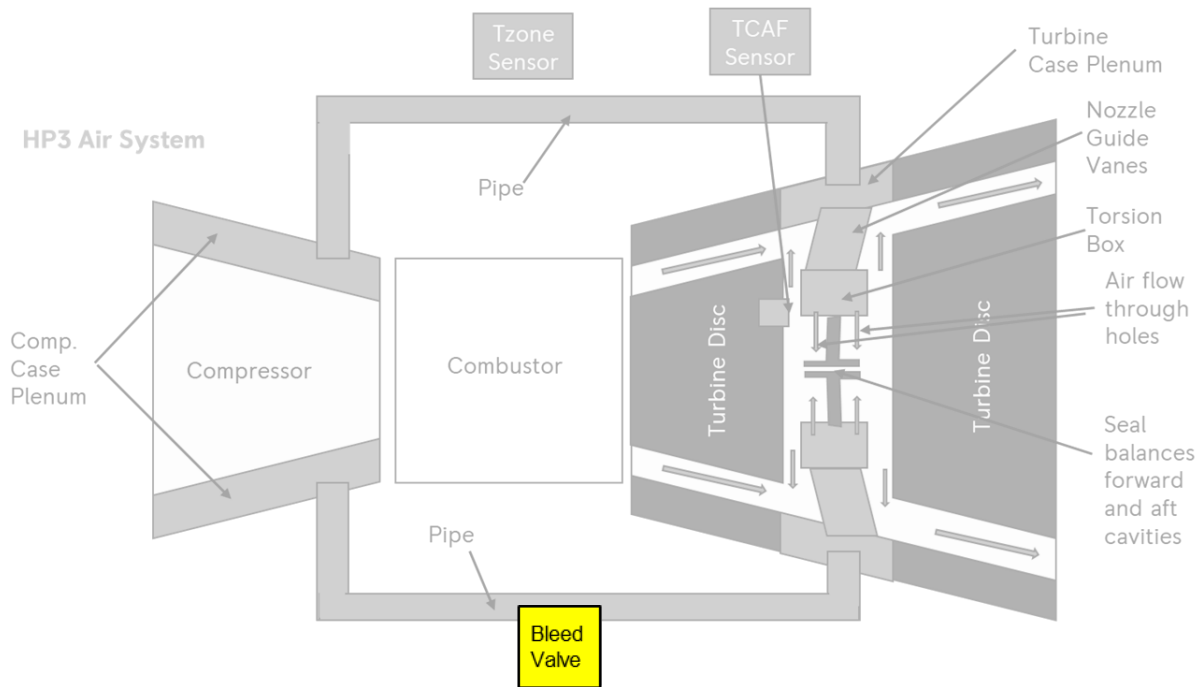 Tzone
Sensor
TCAF
Sensor
Turbine
Case Plenum
HP3 Air System
Nozzle
Guide
Vanes
Pipe
Torsion
Box
Air flow
through
holes
Comp.
Case
Plenum
Compressor
Combustor
Turbine Disc
Turbine Disc
Seal
balances
forward
and aft
cavities
Pipe
Bleed
Valve